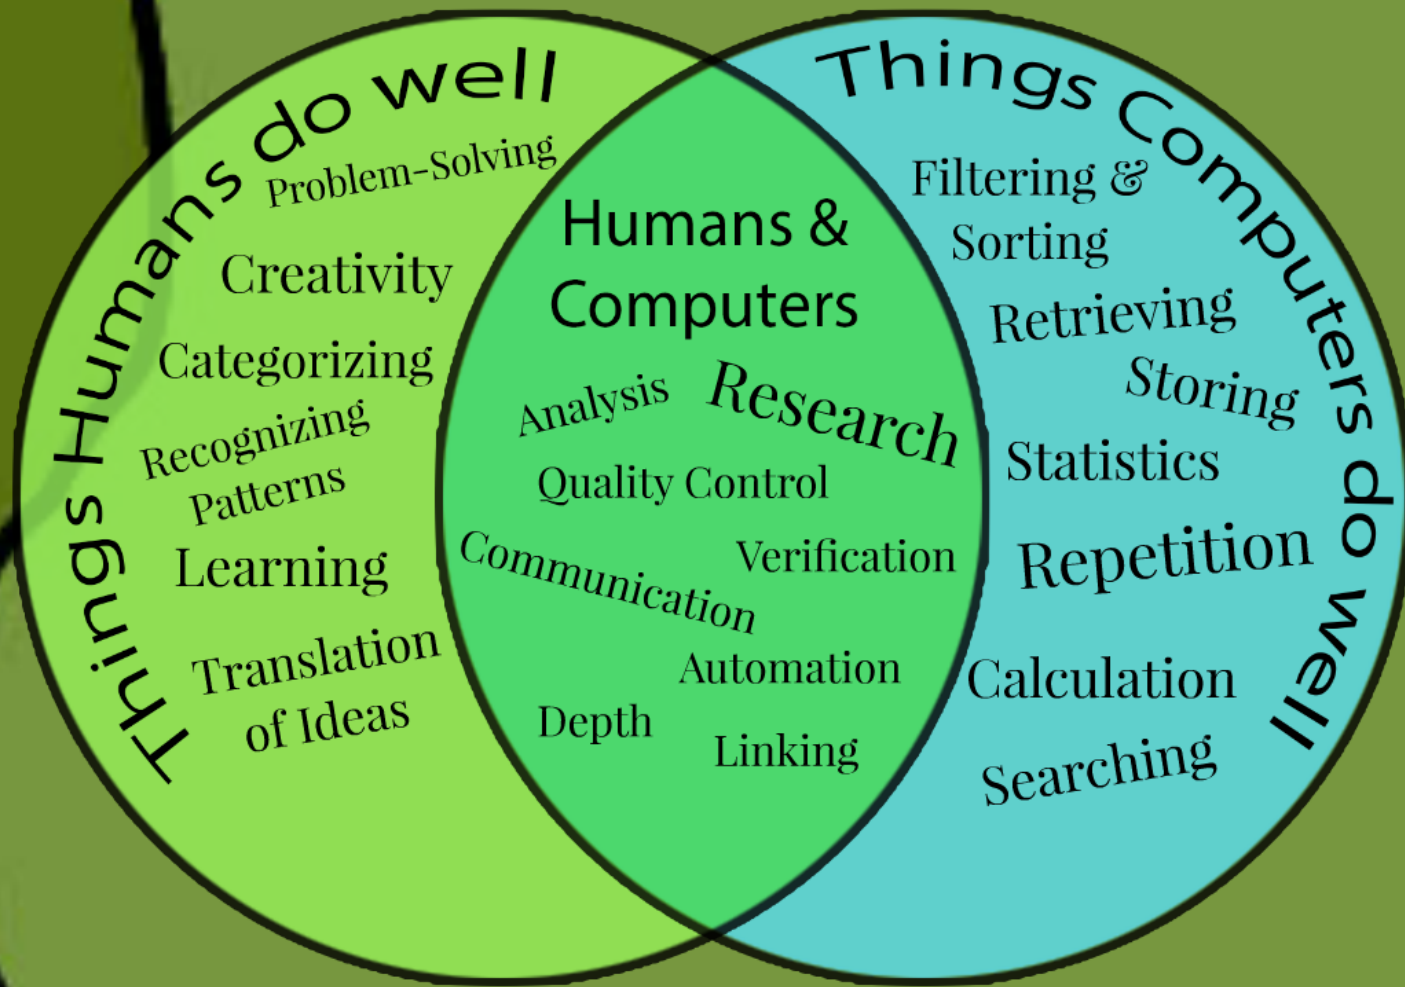 Things Humans do well
Problem-Solving
Creativity
Categorizing
Recognizing
Patterns
Learning
Translation
of Ideas
Humans &
Computers
Analysis
Research
Quality Control
Communication
Verification
Automation
Depth
Linking
Things Computers do well
Filtering &
Sorting
Retrieving
Storing
Statistics
Repetition
Calculation
Searching